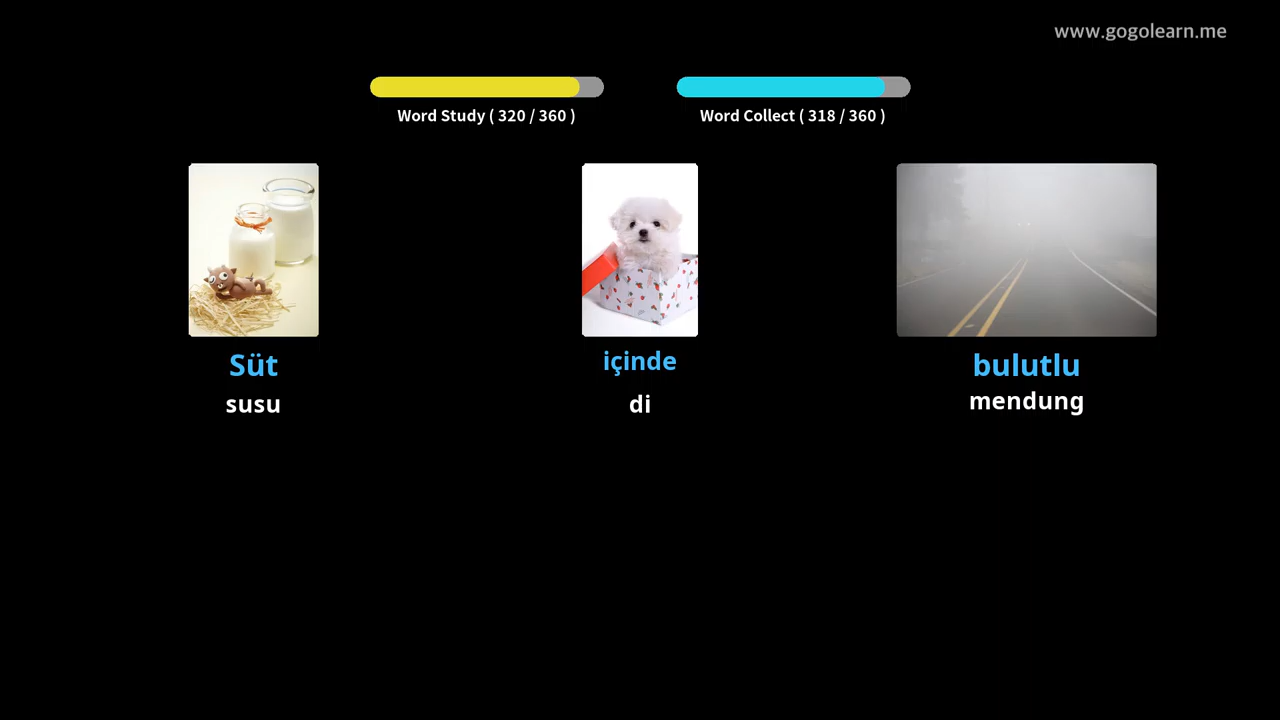 www.gogolearn.me
Word Study ( 320 / 360 )
Word Collect ( 318 / 360 )
Süt
susu
içinde
di
bulutlu
mendung